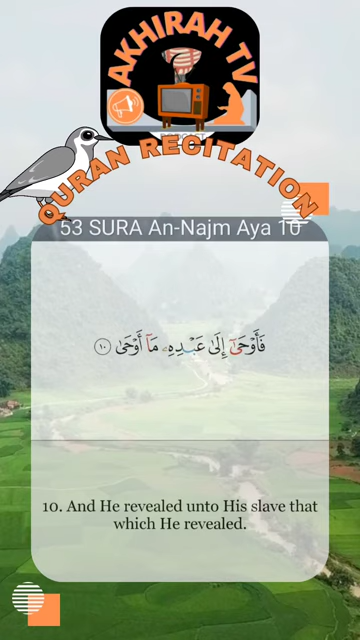 AKHIRAH TV
QURAN RECITATION
53 SURA An-Najm Aya 10
فَأَوْحَىٰٓ إِلَىٰ عَبْدِهِۦ مَآ أَوْحَىٰ ١٠
10. And He revealed unto His slave that
which He revealed.